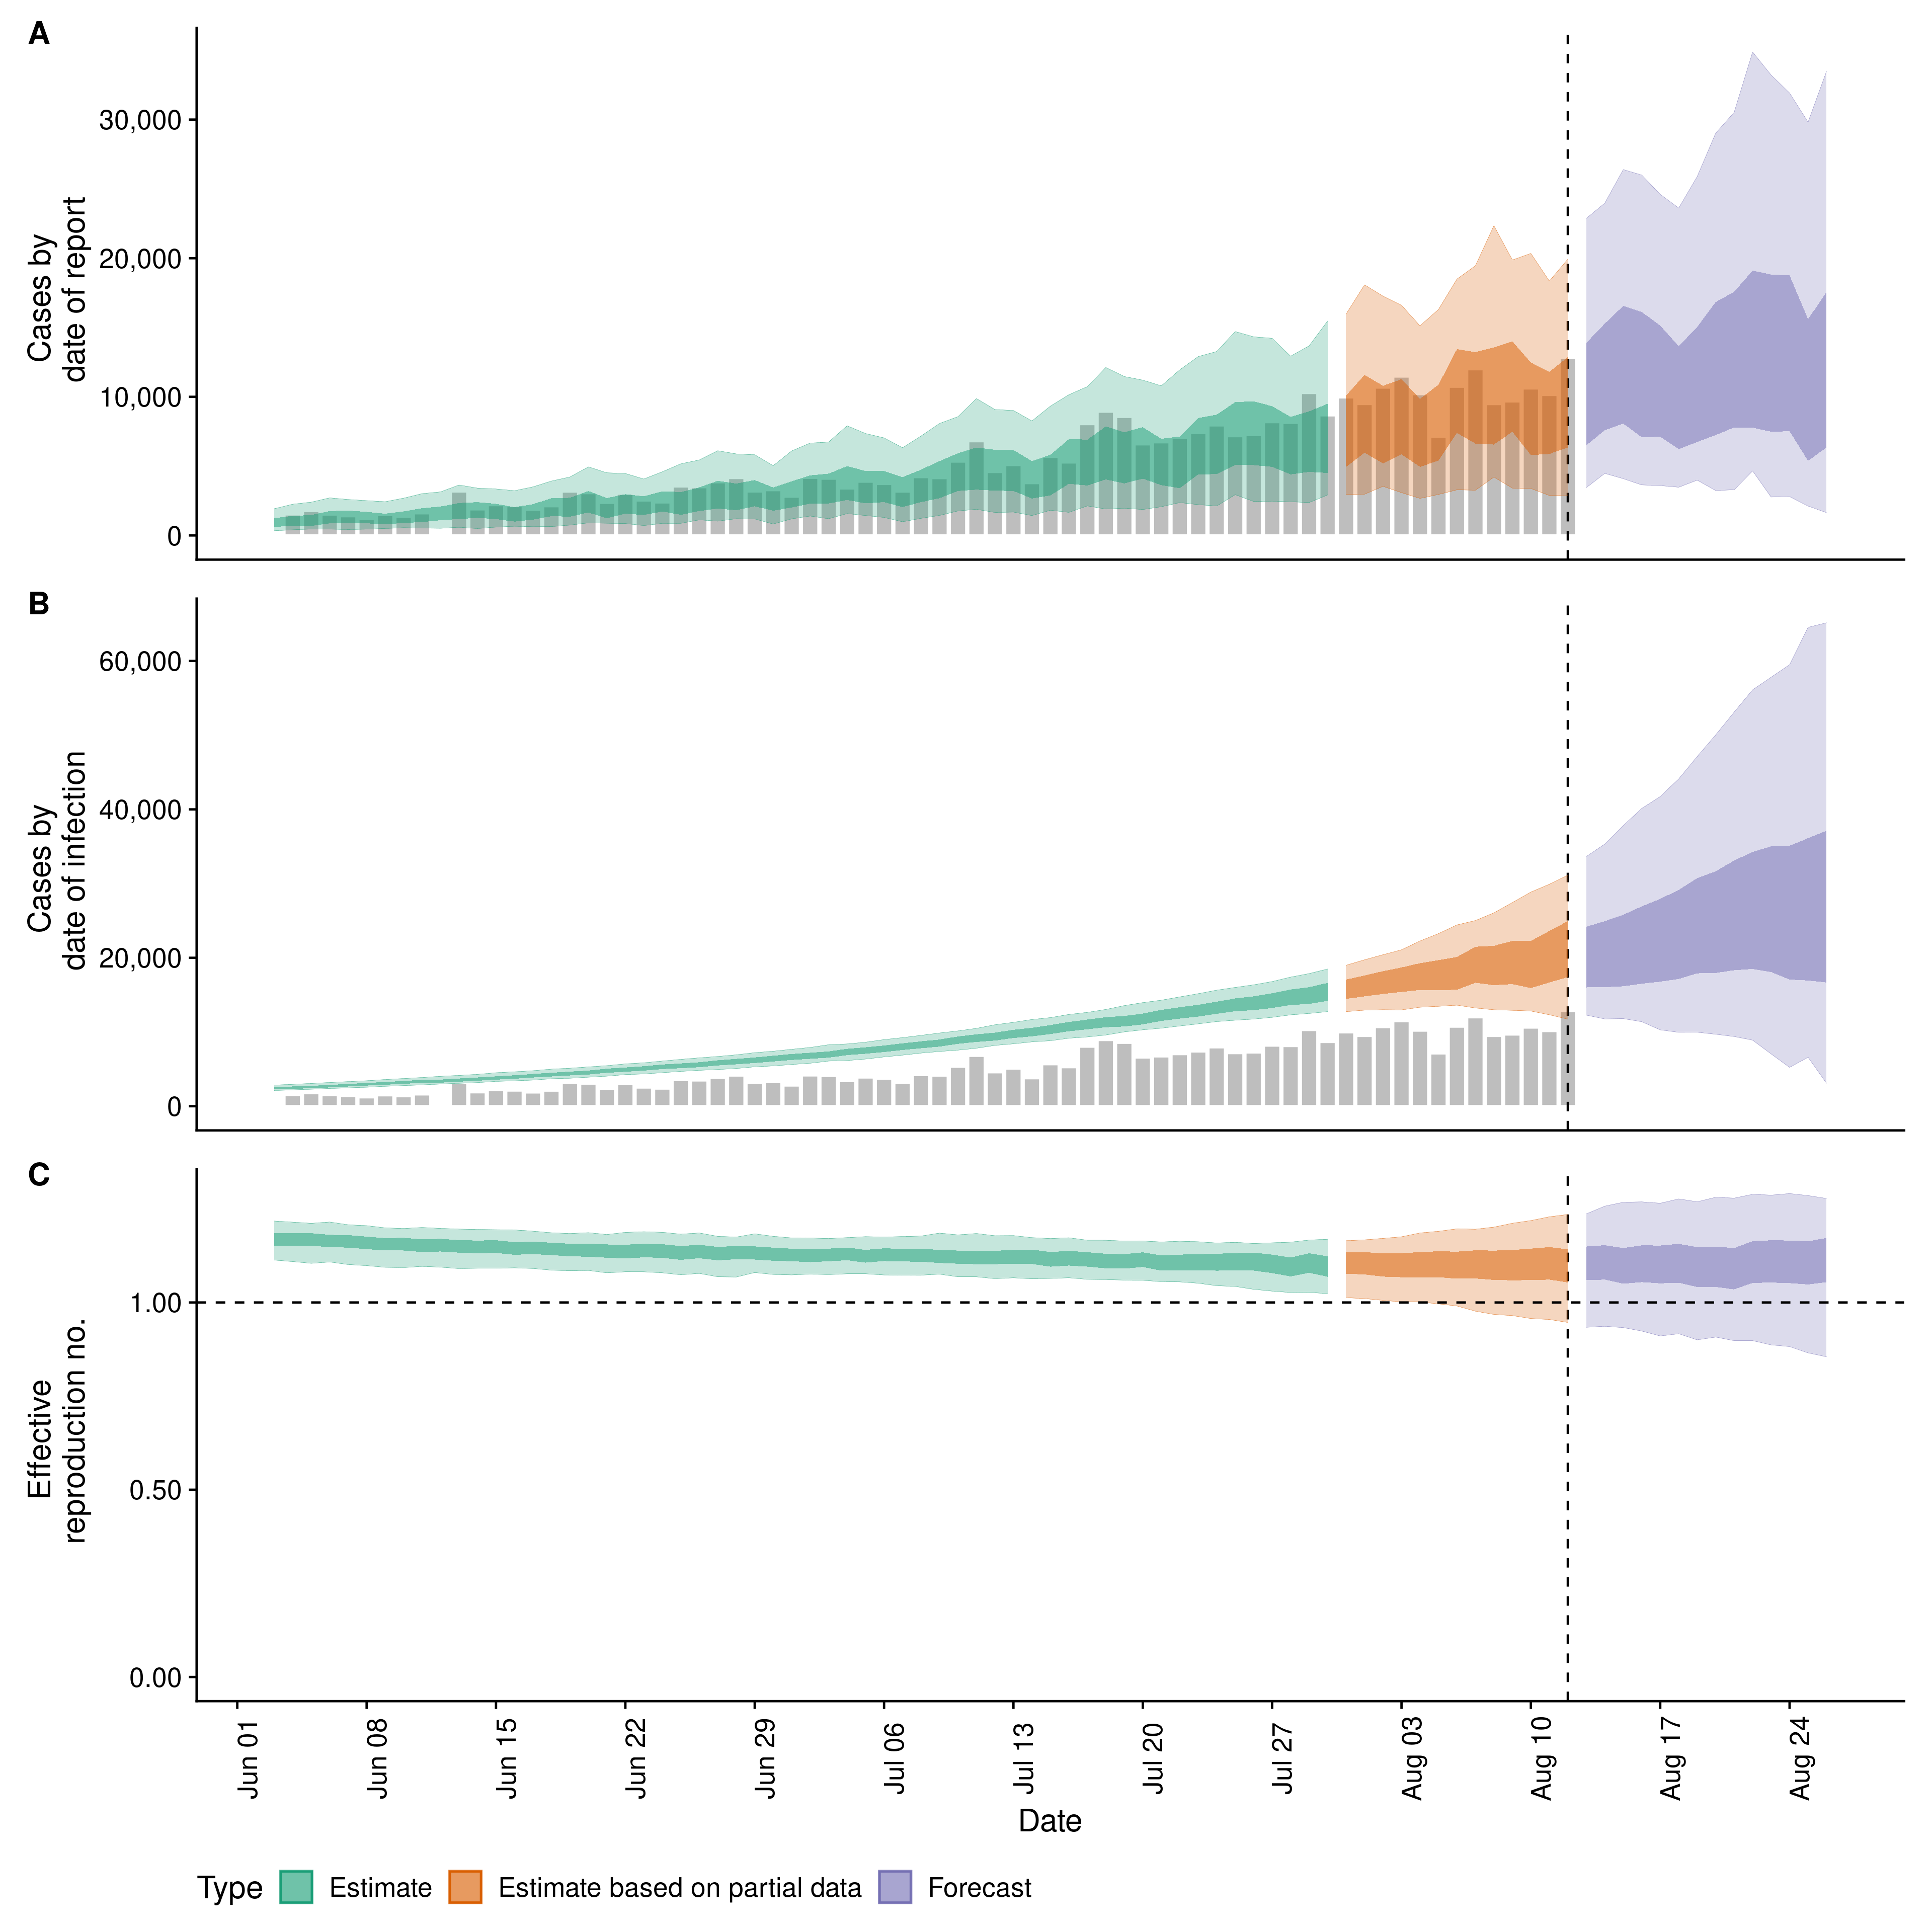 A
Cases by
date of report
30,000
20,000
10,000
0
B
Cases by
date of infection
60,000
40,000
20,000
0
C
Effective
reproduction no.
1.00
0.50
0.00
Jun 01
Jun 08
Jun 15
Jun 22
Jun 29
Jul 06
Jul 13
Jul 20
Jul 27
Aug 03
Aug 10
Aug 17
Aug 24
Date
Type Estimate Estimate based on partial data Forecast